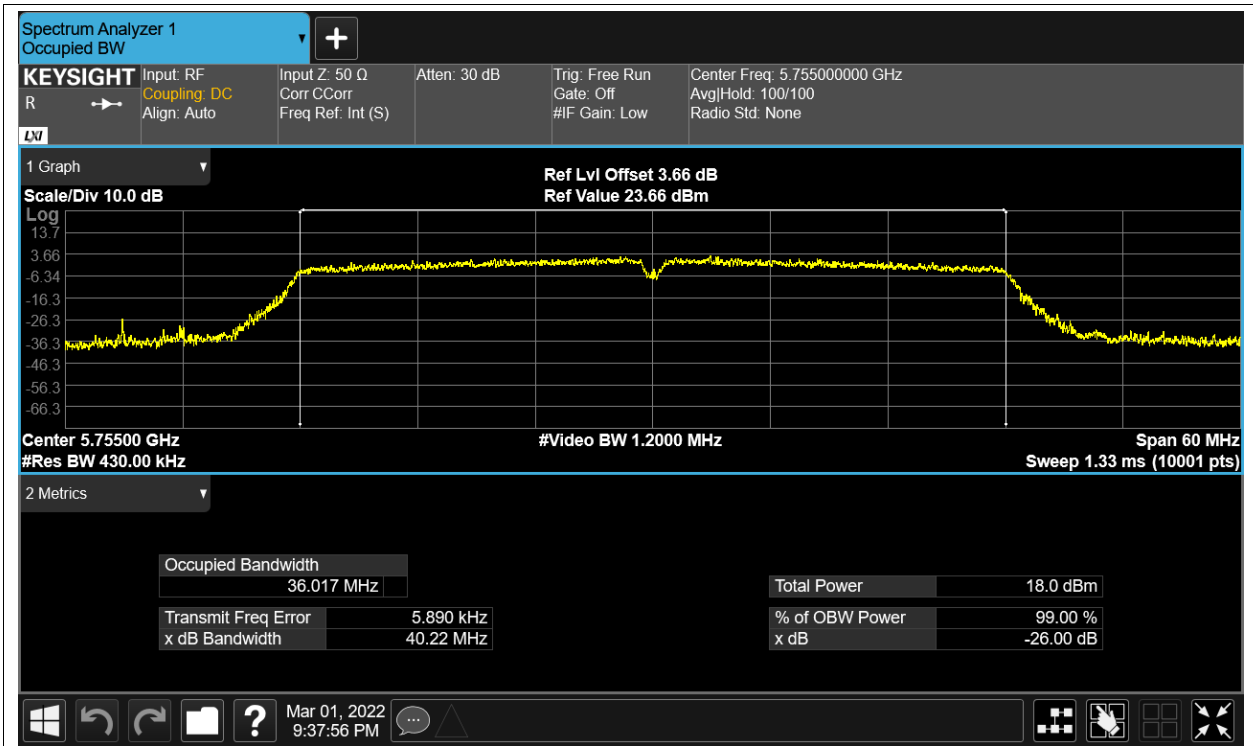 Spectrum Analyzer 1
Occupied BW
KEYSIGHT
R
LXI
Input: RF
Coupling: DC
Align: Auto
Input Z: 50 Ω
Corr CCorr
Freq Ref: Int (S)
Atten: 30 dB
Trig: Free Run
Gate: Off
#IF Gain: Low
Center Freq: 5.755000000 GHz
Avg|Hold: 100/100
Radio Std: None
1 Graph
Ref Lvl Offset 3.66 dB
Scale/Div 10.0 dB
Ref Value 23.66 dBm
Log
13.7
3.66
-6.34
-16.3
-26.3
-36.3
-46.3
-56.3
-66.3
Center 5.75500 GHz
#Video BW 1.2000 MHz
Span 60 MHz
#Res BW 430.00 kHz
Sweep 1.33 ms (10001 pts)
2 Metrics
Occupied Bandwidth
36.017 MHz
Total Power 18.0 dBm
Transmit Freq Error 5.890 kHz
% of OBW Power 99.00 %
x dB Bandwidth 40.22 MHz
x dB -26.00 dB
?
Mar 01, 2022
9:37:56 PM